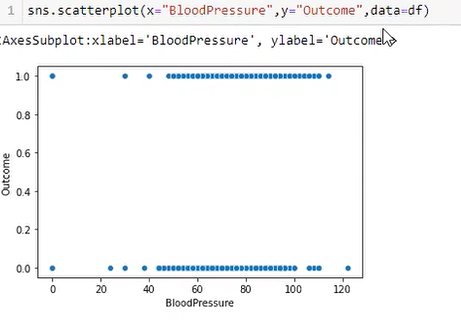 1 sns.scatterplot(x="BloodPressure",y="Outcome",data=df)
:AxesSubplot:xlabel='BloodPressure', ylabel='Outcome
1.0
0.8
0.6
0.4
0.2
0.0
Outcome
0 20 40 60 80 100 120
BloodPressure